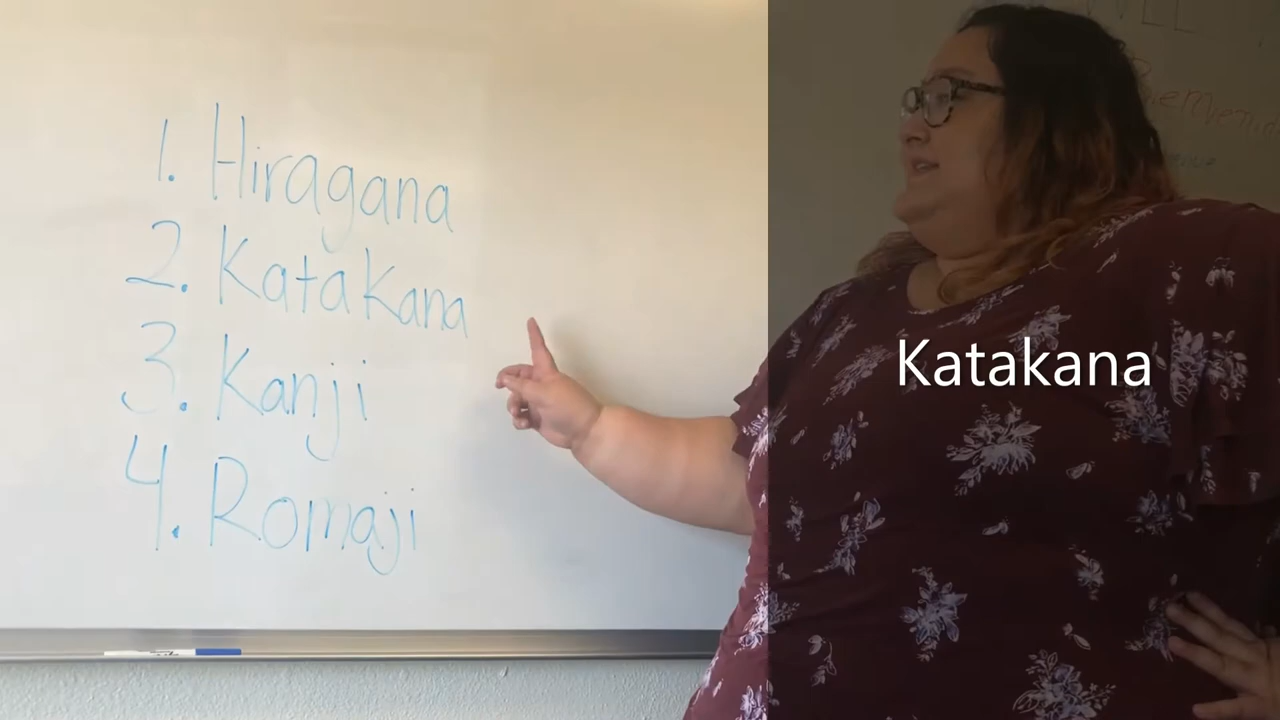 1. Hiragana
2. Katakana
3. Kanji
4. Romaji
Katakana